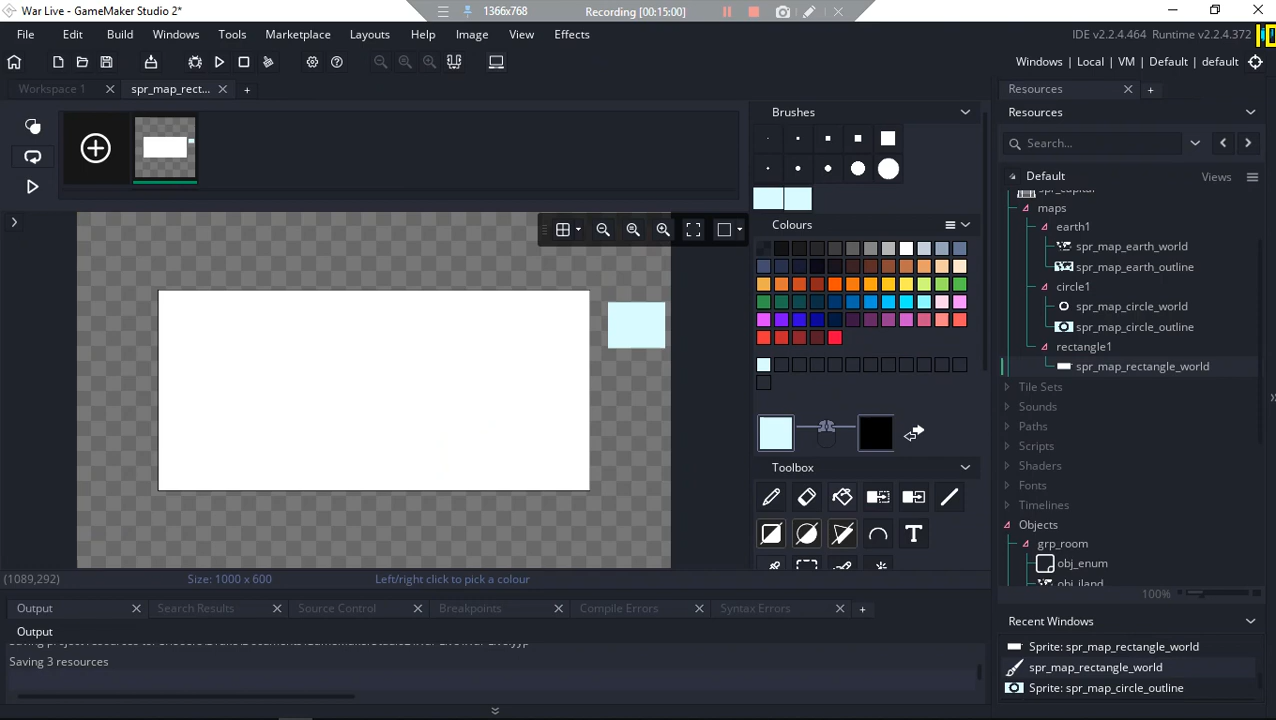 War Live - GameMaker Studio 2*
1366x768
Recording [00:15:00]
File Edit Build Windows Tools Marketplace Layouts Help Image View Effects
IDE v2.2.4.464 Runtime v2.2.4.372
Windows | Local | VM | Default | default
Workspace 1
spr_map_rect...
Resources
Brushes
Resources
Search...
Default
Views
spr_capital
maps
Colours
earth1
spr_map_earth_world
spr_map_earth_outline
circle1
spr_map_circle_world
spr_map_circle_outline
rectangle1
spr_map_rectangle_world
Tile Sets
Sounds
Paths
Scripts
Toolbox
Shaders
Fonts
Timelines
Objects
grp_room
obj_enum
obj_iland
100%
(1089,292)
Size: 1000 x 600
Left/right click to pick a colour
Output Search Results Source Control Breakpoints Compile Errors Syntax Errors
Recent Windows
Output
Saving 3 resources
Sprite: spr_map_rectangle_world
spr_map_rectangle_world
Sprite: spr_map_circle_outline